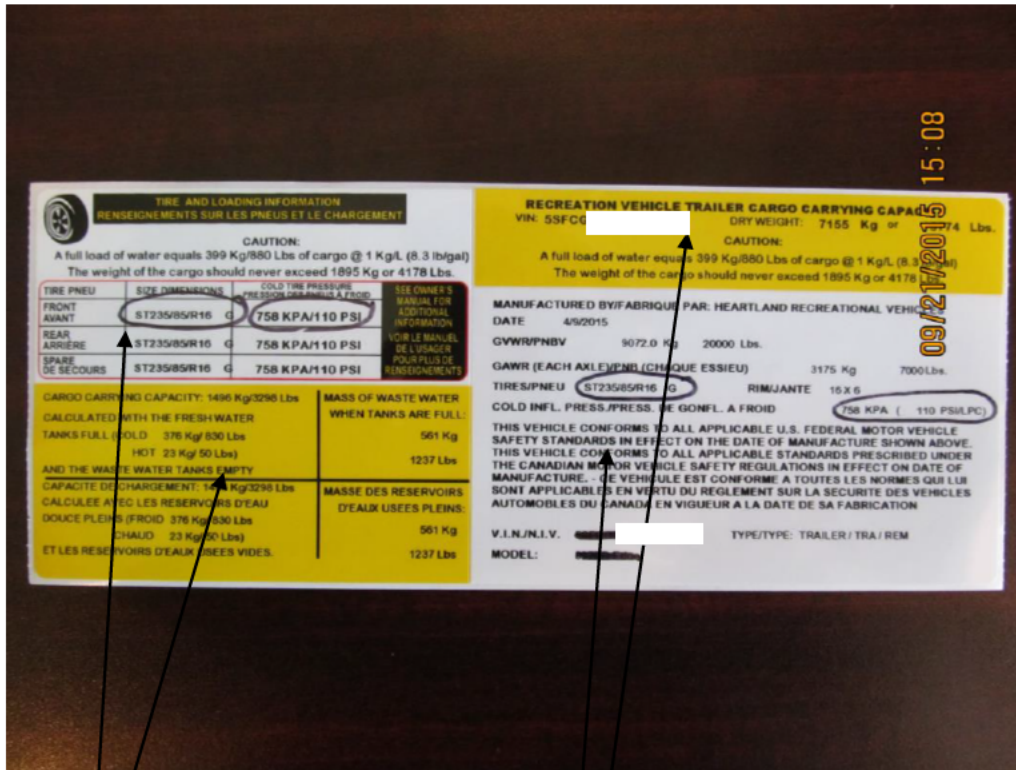 TIRE AND LOADING INFORMATION
RENSEIGNEMENTS SUR LES PNEUS ET LE CHARGEMENT
CAUTION:
A full load of water equals 399 Kg/880 Lbs of cargo @ 1 Kg/L (8.3 lb/gal)
The weight of the cargo should never exceed 1895 Kg or 4178 Lbs.
TIRE PNEU SIZE DIMENSIONS COLD TIRE PRESSURE
PRESSION DES PNEUS A FROID
FRONT
AVANT ST235/85/R16 G 758 KPA/110 PSI
REAR
ARRIÈRE ST235/85/R16 G 758 KPA/110 PSI
SPARE
DE SECOURS ST235/85/R16 G 758 KPA/110 PSI
SEE OWNER'S
MANUAL FOR
ADDITIONAL
INFORMATION
VOIR LE MANUEL
DE L'USAGER
POUR PLUS DE
RENSEIGNEMENTS
CARGO CARRYING CAPACITY: 1496 Kg/3298 Lbs
CALCULATED WITH THE FRESH WATER
TANKS FULL (COLD 376 Kg/ 830 Lbs
HOT 23 Kg/ 50 Lbs)
AND THE WASTE WATER TANKS EMPTY
MASS OF WASTE WATER
WHEN TANKS ARE FULL:
561 Kg
1237 Lbs
CAPACITE DE CHARGEMENT: Kg/3298 Lbs
CALCULEE AVEC LES RESERVOIRS D'EAU
DOUCE PLEINS (FROID 376 Kg/ 830 Lbs
CHAUD 23 Kg/ 50 Lbs)
ET LES RESERVOIRS D'EAUX USEES VIDES.
MASSE DES RESERVOIRS
D'EAUX USEES PLEINS:
561 Kg
1237 Lbs
RECREATION VEHICLE TRAILER CARGO CARRYING
VIN: DRY WEIGHT: 7155 Kg or Lbs.
CAUTION:
A full load of water equals 399 Kg/880 Lbs of cargo @ 1 Kg/L (8.3
The weight of the cargo should never exceed 1895 Kg or 4178
MANUFACTURED BY/FABRIQUE PAR: HEARTLAND RECREATIONAL VEHICLES
DATE 4/9/2015
GVWR/PNBV 9072.0 Kg 20000 Lbs.
GAWR (EACH AXLE)/PNB (CHAQUE ESSIEU) 3175 Kg 7000 Lbs.
TIRES/PNEU ST235/85/R16 G RIM/JANTE 16 X 6
COLD INFL. PRESS./PRESS. DE GONFL. A FROID 758 KPA ( 110 PSI/LPC)
THIS VEHICLE CONFORMS TO ALL APPLICABLE U.S. FEDERAL MOTOR VEHICLE
SAFETY STANDARDS IN EFFECT ON THE DATE OF MANUFACTURE SHOWN ABOVE.
THIS VEHICLE CONFORMS TO ALL APPLICABLE STANDARDS PRESCRIBED UNDER
THE CANADIAN MOTOR VEHICLE SAFETY REGULATIONS IN EFFECT ON DATE OF
MANUFACTURE. - CE VEHICULE EST CONFORME A TOUTES LES NORMES QUI LUI
SONT APPLICABLES EN VERTU DU REGLEMENT SUR LA SECURITE DES VEHICLES
AUTOMOBILES DU CANADA EN VIGUEUR A LA DATE DE SA FABRICATION
V.I.N./N.I.V. TYPE/TYPE: TRAILER / TRA / REM
MODEL:
09/21/2015 15:08